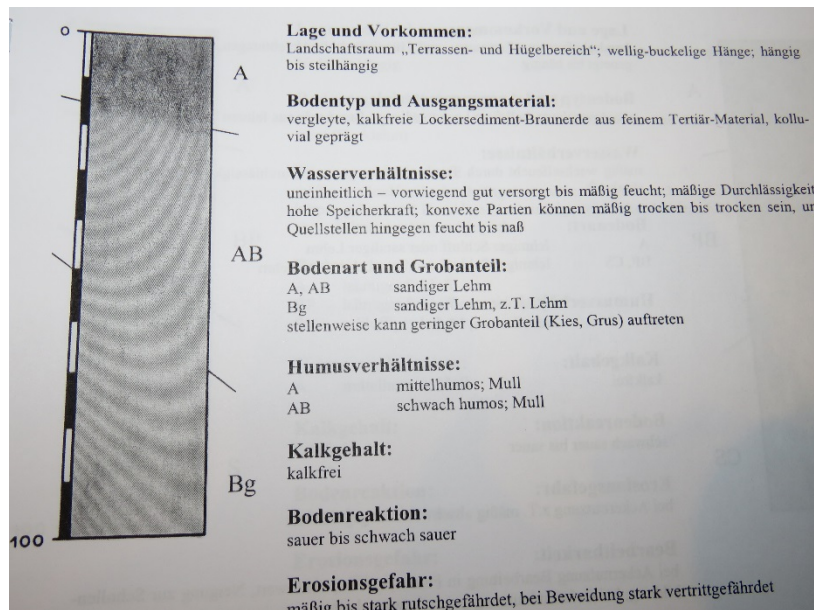 0
A
AB
Bg
100
Lage und Vorkommen:
Landschaftsraum „Terrassen- und Hügelbereich“; wellig-buckelige Hänge; hängig
bis steilhängig
Bodentyp und Ausgangsmaterial:
vergleyte, kalkfreie Lockersediment-Braunerde aus feinem Tertiär-Material, kollu-
vial geprägt
Wasserverhältnisse:
uneinheitlich – vorwiegend gut versorgt bis mäßig feucht; mäßige Durchlässigkeit
hohe Speicherkraft; konvexe Partien können mäßig trocken bis trocken sein,
Quellstellen hingegen feucht bis naß
Bodenart und Grobanteil:
A, AB sandiger Lehm
Bg sandiger Lehm, z.T. Lehm
stellenweise kann geringer Grobanteil (Kies, Grus) auftreten
Humusverhältnisse:
A mittelhumos; Mull
AB schwach humos; Mull
Kalkgehalt:
kalkfrei
Bodenreaktion:
sauer bis schwach sauer
Erosionsgefahr:
mäßig bis stark rutschgefährdet, bei Beweidung stark vertrittgefährdet